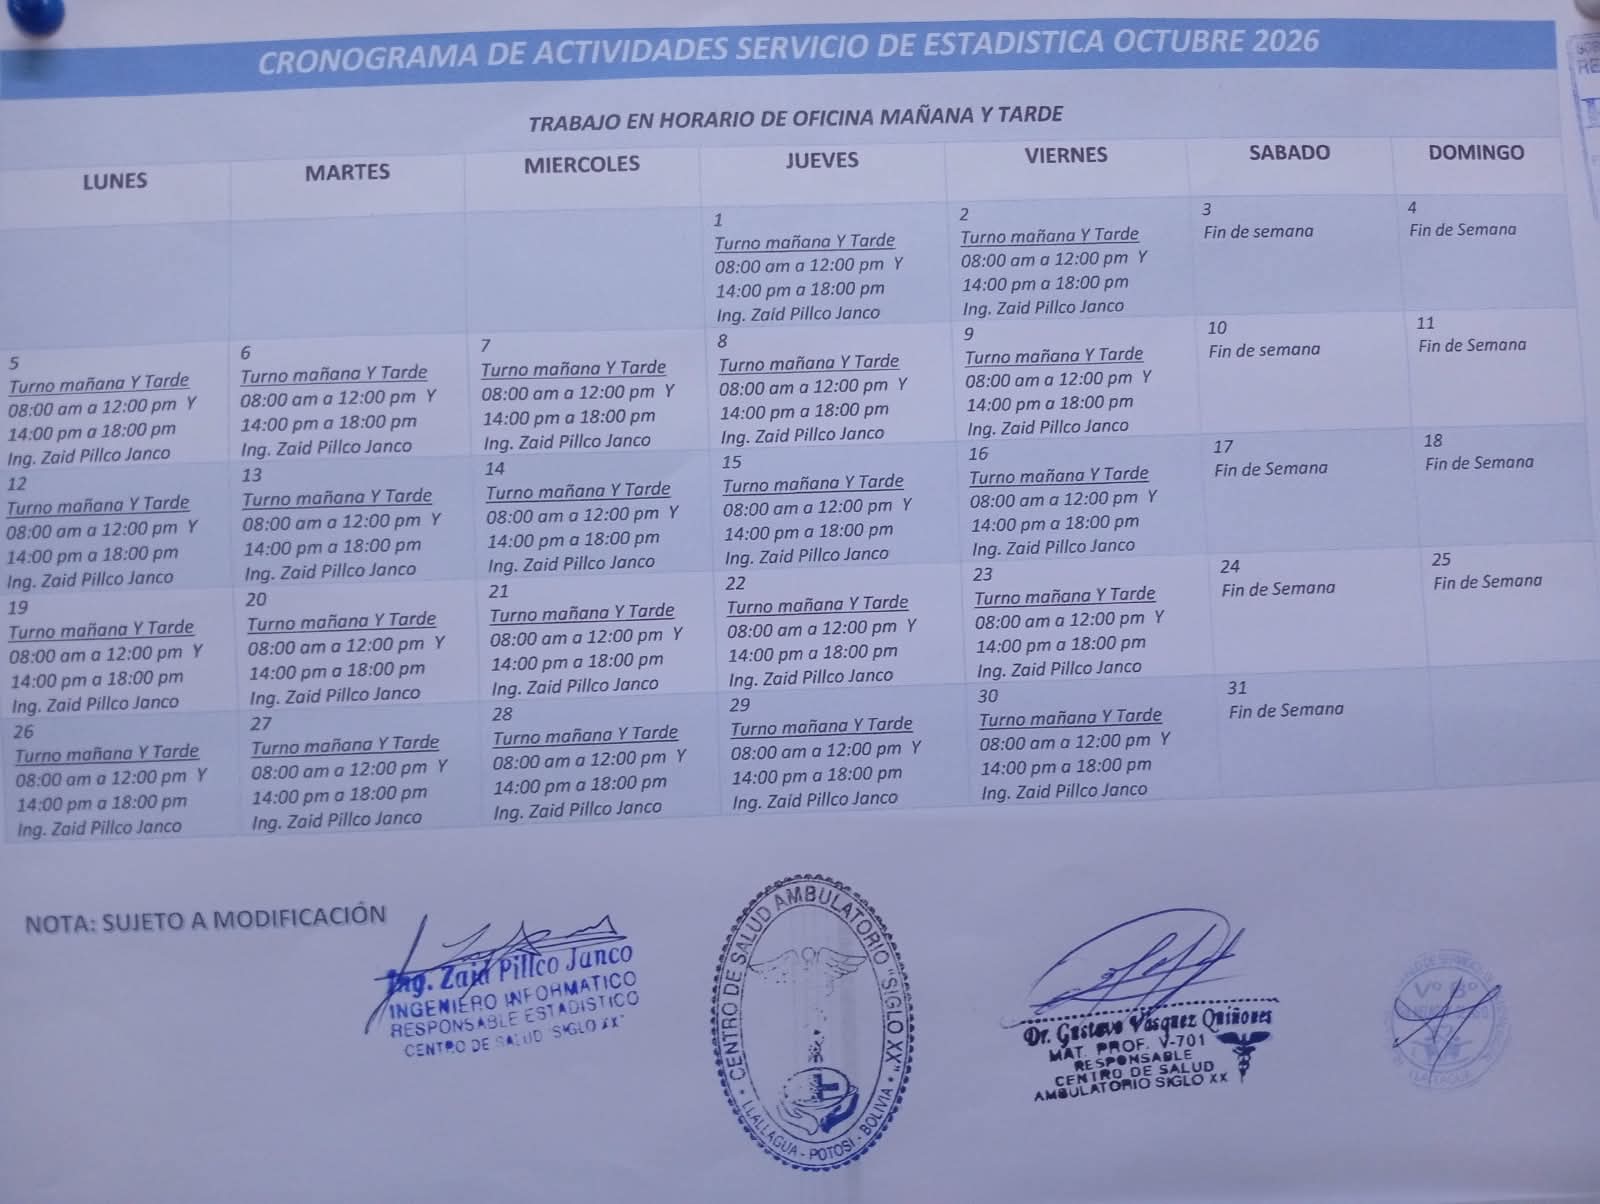 CRONOGRAMA DE ACTIVIDADES SERVICIO DE ESTADISTICA OCTUBRE 2026
TRABAJO EN HORARIO DE OFICINA MAÑANA Y TARDE
LUNES MARTES MIERCOLES JUEVES VIERNES SABADO DOMINGO
1
Turno mañana Y Tarde
08:00 am a 12:00 pm Y
14:00 pm a 18:00 pm
Ing. Zaid Pillco Janco
2
Turno mañana Y Tarde
08:00 am a 12:00 pm Y
14:00 pm a 18:00 pm
Ing. Zaid Pillco Janco
3
Fin de semana
4
Fin de Semana
5
Turno mañana Y Tarde
08:00 am a 12:00 pm Y
14:00 pm a 18:00 pm
Ing. Zaid Pillco Janco
6
Turno mañana Y Tarde
08:00 am a 12:00 pm Y
14:00 pm a 18:00 pm
Ing. Zaid Pillco Janco
7
Turno mañana Y Tarde
08:00 am a 12:00 pm Y
14:00 pm a 18:00 pm
Ing. Zaid Pillco Janco
8
Turno mañana Y Tarde
08:00 am a 12:00 pm Y
14:00 pm a 18:00 pm
Ing. Zaid Pillco Janco
9
Turno mañana Y Tarde
08:00 am a 12:00 pm Y
14:00 pm a 18:00 pm
Ing. Zaid Pillco Janco
10
Fin de semana
11
Fin de Semana
12
Turno mañana Y Tarde
08:00 am a 12:00 pm Y
14:00 pm a 18:00 pm
Ing. Zaid Pillco Janco
13
Turno mañana Y Tarde
08:00 am a 12:00 pm Y
14:00 pm a 18:00 pm
Ing. Zaid Pillco Janco
14
Turno mañana Y Tarde
08:00 am a 12:00 pm Y
14:00 pm a 18:00 pm
Ing. Zaid Pillco Janco
15
Turno mañana Y Tarde
08:00 am a 12:00 pm Y
14:00 pm a 18:00 pm
Ing. Zaid Pillco Janco
16
Turno mañana Y Tarde
08:00 am a 12:00 pm Y
14:00 pm a 18:00 pm
Ing. Zaid Pillco Janco
17
Fin de Semana
18
Fin de Semana
19
Turno mañana Y Tarde
08:00 am a 12:00 pm Y
14:00 pm a 18:00 pm
Ing. Zaid Pillco Janco
20
Turno mañana Y Tarde
08:00 am a 12:00 pm Y
14:00 pm a 18:00 pm
Ing. Zaid Pillco Janco
21
Turno mañana Y Tarde
08:00 am a 12:00 pm Y
14:00 pm a 18:00 pm
Ing. Zaid Pillco Janco
22
Turno mañana Y Tarde
08:00 am a 12:00 pm Y
14:00 pm a 18:00 pm
Ing. Zaid Pillco Janco
23
Turno mañana Y Tarde
08:00 am a 12:00 pm Y
14:00 pm a 18:00 pm
Ing. Zaid Pillco Janco
24
Fin de Semana
25
Fin de Semana
26
Turno mañana Y Tarde
08:00 am a 12:00 pm Y
14:00 pm a 18:00 pm
Ing. Zaid Pillco Janco
27
Turno mañana Y Tarde
08:00 am a 12:00 pm Y
14:00 pm a 18:00 pm
Ing. Zaid Pillco Janco
28
Turno mañana Y Tarde
08:00 am a 12:00 pm Y
14:00 pm a 18:00 pm
Ing. Zaid Pillco Janco
29
Turno mañana Y Tarde
08:00 am a 12:00 pm Y
14:00 pm a 18:00 pm
Ing. Zaid Pillco Janco
30
Turno mañana Y Tarde
08:00 am a 12:00 pm Y
14:00 pm a 18:00 pm
Ing. Zaid Pillco Janco
31
Fin de Semana
NOTA: SUJETO A MODIFICACIÓN
Ing. Zaid Pillco Janco
INGENIERO INFORMATICO
RESPONSABLE ESTADISTICO
CENTRO DE SALUD "SIGLO XX"
CENTRO DE SALUD AMBULATORIO "SIGLO XX"
LLALLAGUA - POTOSI - BOLIVIA
Dr. Gustavo Vásquez Quiñones
MAT. PROF. V-701
RESPONSABLE
CENTRO DE SALUD
AMBULATORIO SIGLO XX
Vº Bº